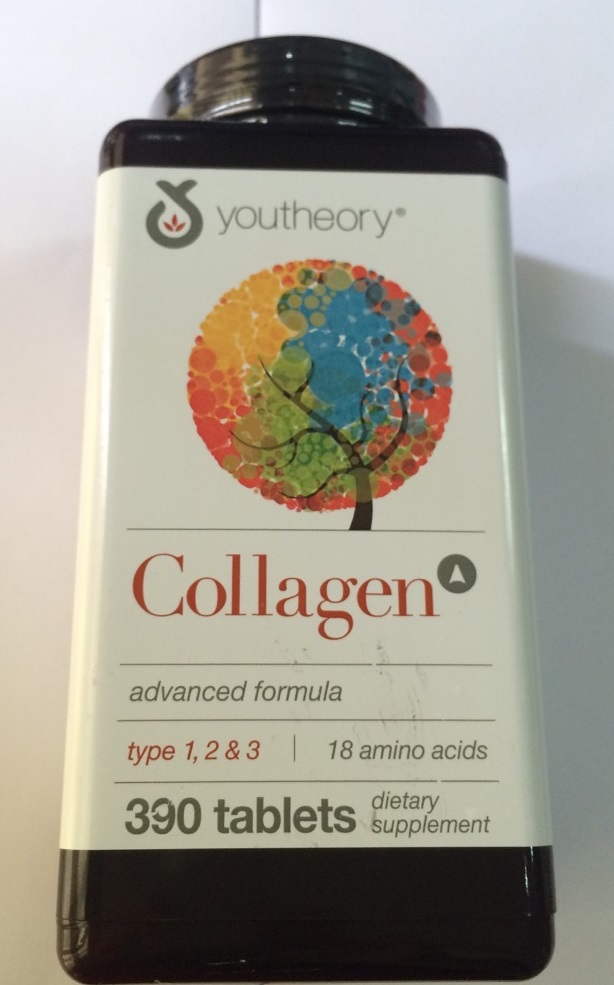 youtheory®
Collagen
advanced formula
type 1, 2 & 3 | 18 amino acids
390 tablets dietary
supplement